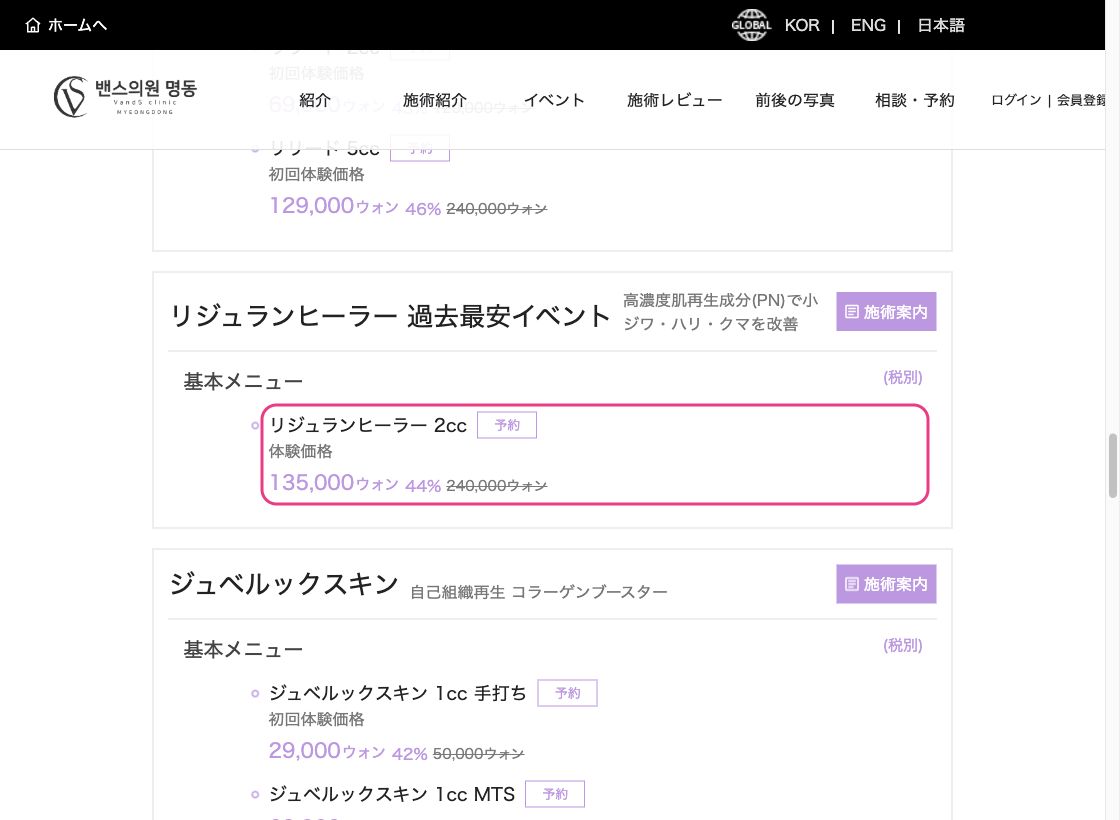 ホームへ
GLOBAL KOR | ENG | 日本語
밴스의원 명동
VandS clinic
MYEONGDONG
紹介 施術紹介 イベント 施術レビュー 前後の写真 相談・予約 ログイン | 会員登録
初回体験価格
リリード 5cc 予約
初回体験価格
129,000ウォン 46% 240,000ウォン
リジュランヒーラー 過去最安イベント
高濃度肌再生成分(PN)で小
ジワ・ハリ・クマを改善
施術案内
基本メニュー (税別)
リジュランヒーラー 2cc 予約
体験価格
135,000ウォン 44% 240,000ウォン
ジュベルックスキン 自己組織再生 コラーゲンブースター 施術案内
基本メニュー (税別)
ジュベルックスキン 1cc 手打ち 予約
初回体験価格
29,000ウォン 42% 50,000ウォン
ジュベルックスキン 1cc MTS 予約